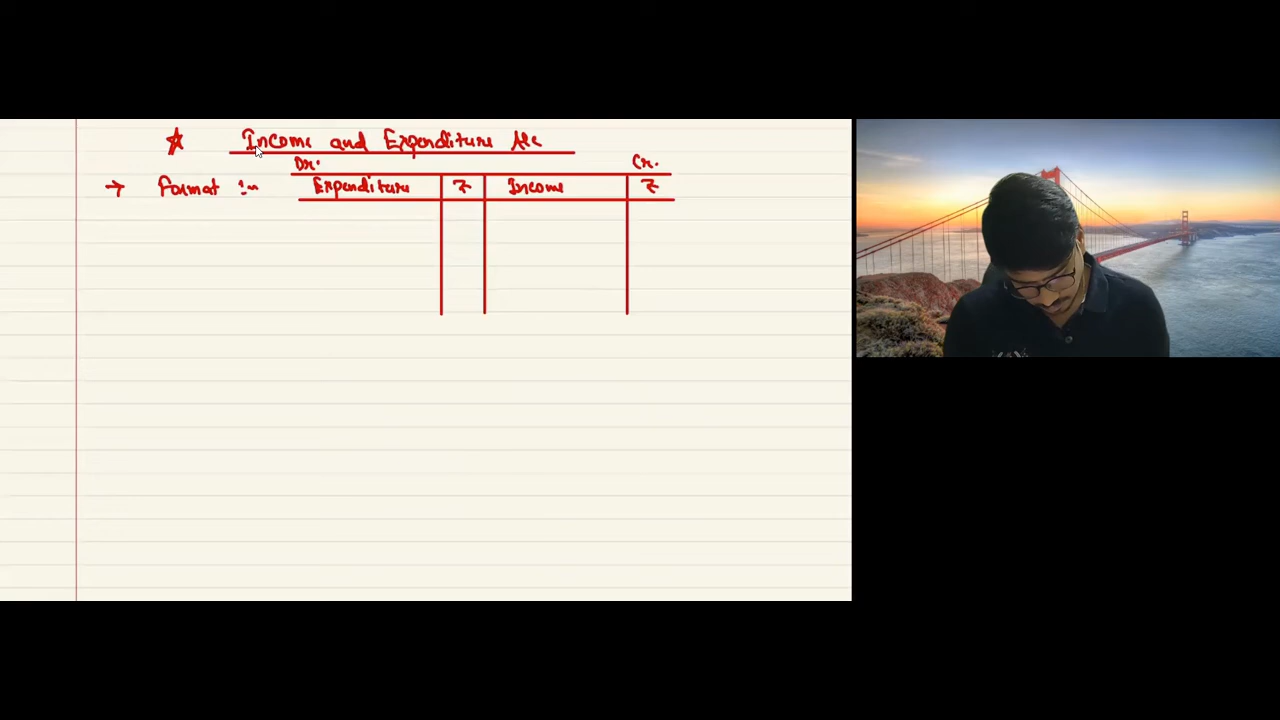 ★ Income and Expenditure A/c
Dr. Cr.
→ Format :- Expenditure ₹ Income ₹